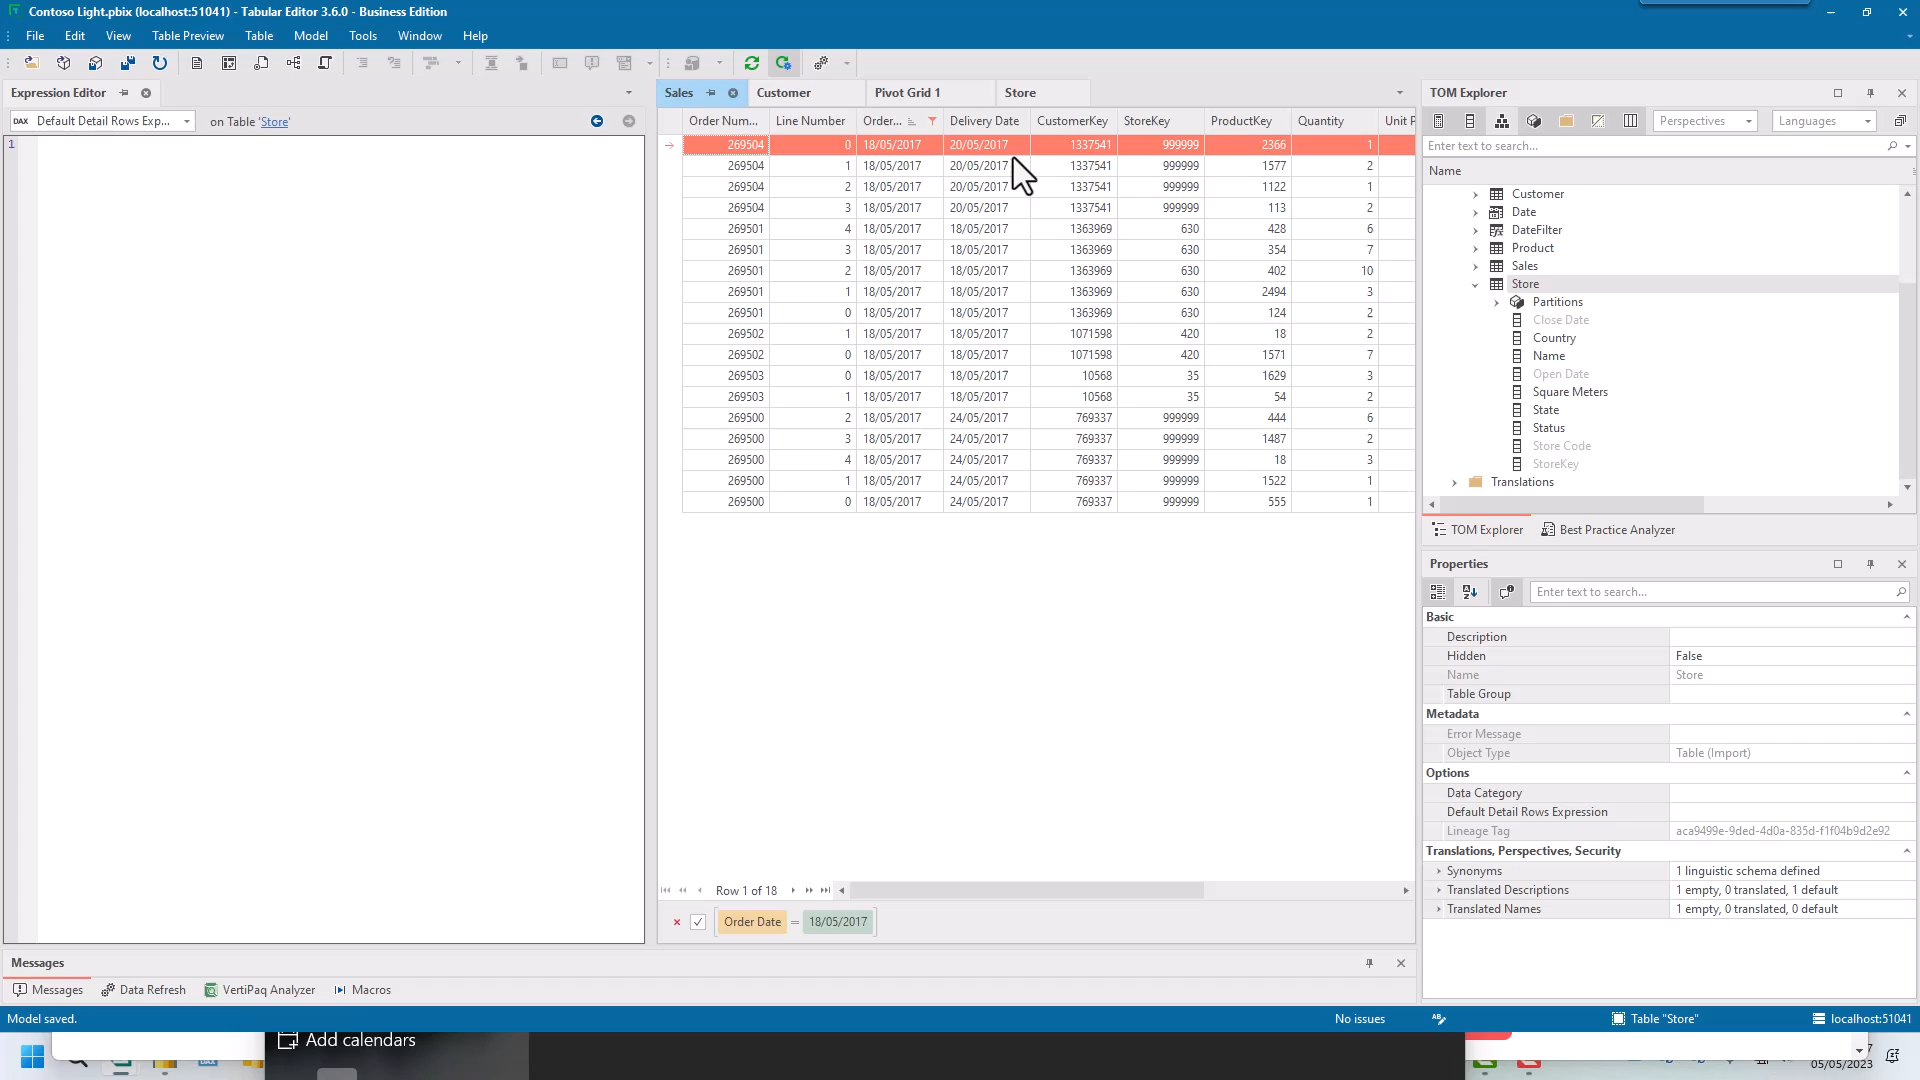 Contoso Light.pbix (localhost:51041) - Tabular Editor 3.6.0 - Business Edition
File Edit View Table Preview Table Model Tools Window Help
Expression Editor
DAX Default Detail Rows Exp... on Table 'Store'
1
Sales Customer Pivot Grid 1 Store
Order Num... Line Number Order... Delivery Date CustomerKey StoreKey ProductKey Quantity Unit P
269504 0 18/05/2017 20/05/2017 1337541 999999 2366 1
269504 1 18/05/2017 20/05/2017 1337541 999999 1577 2
269504 2 18/05/2017 20/05/2017 1337541 999999 1122 1
269504 3 18/05/2017 20/05/2017 1337541 999999 113 2
269501 4 18/05/2017 18/05/2017 1363969 630 428 6
269501 3 18/05/2017 18/05/2017 1363969 630 354 7
269501 2 18/05/2017 18/05/2017 1363969 630 402 10
269501 1 18/05/2017 18/05/2017 1363969 630 2494 3
269501 0 18/05/2017 18/05/2017 1363969 630 124 2
269502 1 18/05/2017 18/05/2017 1071598 420 18 2
269502 0 18/05/2017 18/05/2017 1071598 420 1571 7
269503 0 18/05/2017 18/05/2017 10568 35 1629 3
269503 1 18/05/2017 18/05/2017 10568 35 54 2
269500 2 18/05/2017 24/05/2017 769337 999999 444 6
269500 3 18/05/2017 24/05/2017 769337 999999 1487 2
269500 4 18/05/2017 24/05/2017 769337 999999 18 3
269500 1 18/05/2017 24/05/2017 769337 999999 1522 1
269500 0 18/05/2017 24/05/2017 769337 999999 555 1
Row 1 of 18
Order Date = 18/05/2017
TOM Explorer
Perspectives Languages
Enter text to search...
Name
Customer
Date
DateFilter
Product
Sales
Store
Partitions
Close Date
Country
Name
Open Date
Square Meters
State
Status
Store Code
StoreKey
Translations
TOM Explorer Best Practice Analyzer
Properties
Enter text to search...
Basic
Description
Hidden False
Name Store
Table Group
Metadata
Error Message
Object Type Table (Import)
Options
Data Category
Default Detail Rows Expression
Lineage Tag aca9499e-9ded-4d0a-835d-f1f04b9d2e92
Translations, Perspectives, Security
Synonyms 1 linguistic schema defined
Translated Descriptions 1 empty, 0 translated, 1 default
Translated Names 1 empty, 0 translated, 0 default
Messages
Messages Data Refresh VertiPaq Analyzer Macros
Model saved. No issues Table "Store" localhost:51041
Add calendars
05/05/2023